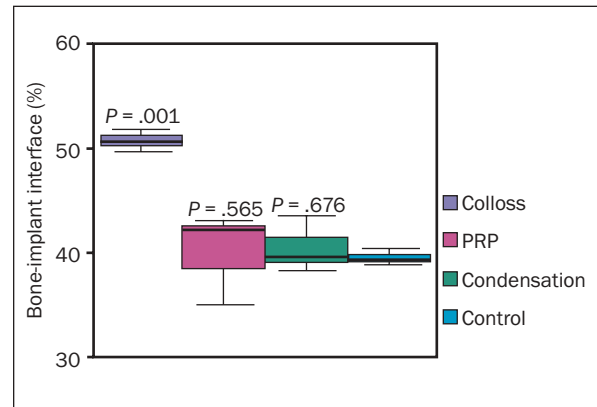 60
50
40
30
Bone-implant interface (%)
P = .001
P = .565
P = .676
Colloss
PRP
Condensation
Control